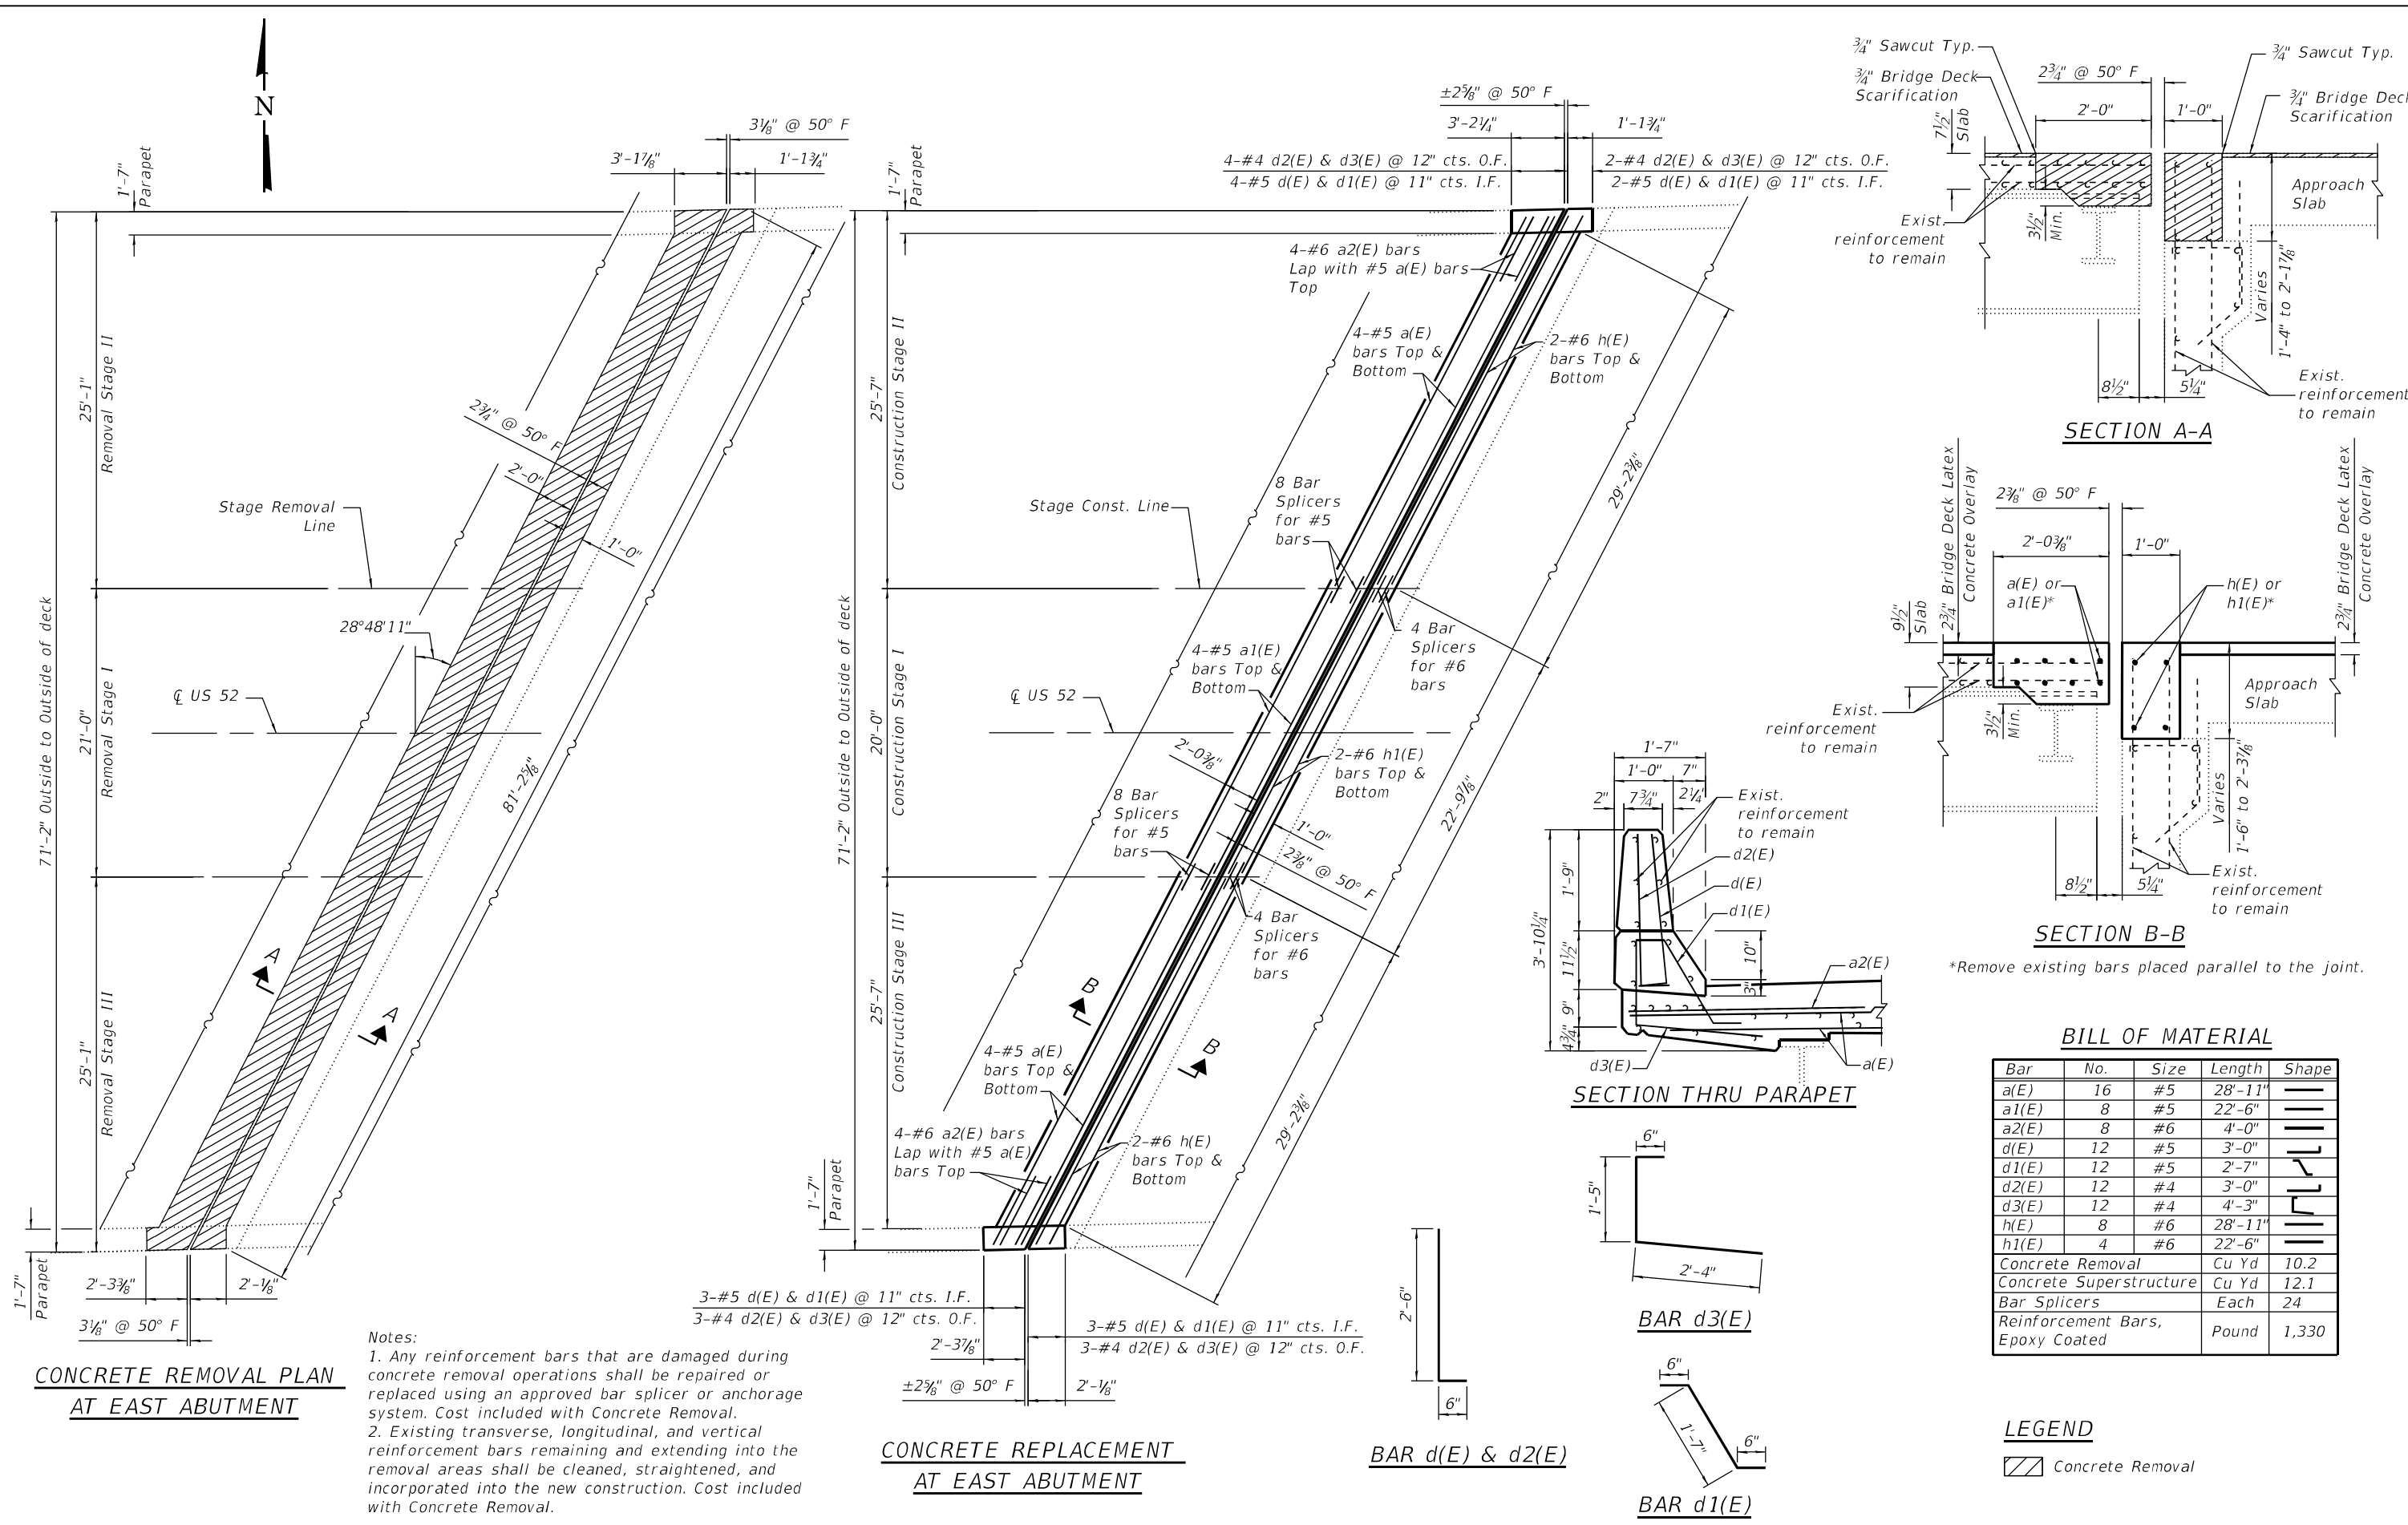 N
3⅛" @ 50° F
3'-1⅞"
1'-1¾"
1'-7"
Parapet
25'-1"
Removal Stage II
2¾" @ 50° F
2'-0"
1'-0"
Stage Removal
Line
28°48'11"
℄ US 52
21'-0"
Removal Stage I
71'-2" Outside to Outside of deck
81'-2⅝"
A
A
25'-1"
Removal Stage III
1'-7"
Parapet
2'-3⅜"
2'-⅛"
3⅛" @ 50° F
CONCRETE REMOVAL PLAN
AT EAST ABUTMENT
Notes:
1. Any reinforcement bars that are damaged during
concrete removal operations shall be repaired or
replaced using an approved bar splicer or anchorage
system. Cost included with Concrete Removal.
2. Existing transverse, longitudinal, and vertical
reinforcement bars remaining and extending into the
removal areas shall be cleaned, straightened, and
incorporated into the new construction. Cost included
with Concrete Removal.
±2⅝" @ 50° F
3'-2¼"
1'-1¾"
4-#4 d2(E) & d3(E) @ 12" cts. O.F.
4-#5 d(E) & d1(E) @ 11" cts. I.F.
2-#4 d2(E) & d3(E) @ 12" cts. O.F.
2-#5 d(E) & d1(E) @ 11" cts. I.F.
1'-7"
Parapet
4-#6 a2(E) bars
Lap with #5 a(E) bars
Top
4-#5 a(E)
bars Top &
Bottom
2-#6 h(E)
bars Top &
Bottom
25'-7"
Construction Stage II
29'-2⅜"
8 Bar
Splicers
for #5
bars
Stage Const. Line
4 Bar
Splicers
for #6
bars
4-#5 a1(E)
bars Top &
Bottom
℄ US 52
20'-0"
Construction Stage I
71'-2" Outside to Outside of deck
2'-0⅜"
2-#6 h1(E)
bars Top &
Bottom
22'-9⅞"
8 Bar
Splicers
for #5
bars
1'-0"
2⅜" @ 50° F
4 Bar
Splicers
for #6
bars
B
B
25'-7"
Construction Stage III
4-#5 a(E)
bars Top &
Bottom
29'-2⅜"
4-#6 a2(E) bars
Lap with #5 a(E)
bars Top
2-#6 h(E)
bars Top &
Bottom
1'-7"
Parapet
3-#5 d(E) & d1(E) @ 11" cts. I.F.
3-#4 d2(E) & d3(E) @ 12" cts. O.F.
3-#5 d(E) & d1(E) @ 11" cts. I.F.
3-#4 d2(E) & d3(E) @ 12" cts. O.F.
2'-3⅞"
±2⅝" @ 50° F
2'-⅛"
CONCRETE REPLACEMENT
AT EAST ABUTMENT
¾" Sawcut Typ.
¾" Bridge Deck
Scarification
2¾" @ 50° F
2'-0"
1'-0"
¾" Sawcut Typ.
¾" Bridge Deck
Scarification
7½"
Slab
Exist.
reinforcement
to remain
3½"
Min.
Approach
Slab
Varies
1'-4" to 2'-1⅞"
8½"
5¼"
Exist.
reinforcement
to remain
SECTION A-A
2¾" Bridge Deck Latex
Concrete Overlay
2⅜" @ 50° F
2'-0⅜"
1'-0"
2¾" Bridge Deck Latex
Concrete Overlay
a(E) or
a1(E)*
h(E) or
h1(E)*
9½"
Slab
Exist.
reinforcement
to remain
3½"
Min.
Approach
Slab
Varies
1'-6" to 2'-3⅞"
8½"
5¼"
Exist.
reinforcement
to remain
SECTION B-B
*Remove existing bars placed parallel to the joint.
1'-7"
1'-0"
7"
2"
7¾"
2¼"
Exist.
reinforcement
to remain
d2(E)
d(E)
d1(E)
3'-10¼"
1'-9"
11½"
9"
4¾"
10"
3"
a2(E)
d3(E)
a(E)
SECTION THRU PARAPET
6"
1'-5"
2'-4"
BAR d3(E)
2'-6"
6"
BAR d(E) & d2(E)
6"
1'-7"
6"
BAR d1(E)
BILL OF MATERIAL
Bar No. Size Length Shape
a(E) 16 #5 28'-11"
a1(E) 8 #5 22'-6"
a2(E) 8 #6 4'-0"
d(E) 12 #5 3'-0"
d1(E) 12 #5 2'-7"
d2(E) 12 #4 3'-0"
d3(E) 12 #4 4'-3"
h(E) 8 #6 28'-11"
h1(E) 4 #6 22'-6"
Concrete Removal Cu Yd 10.2
Concrete Superstructure Cu Yd 12.1
Bar Splicers Each 24
Reinforcement Bars,
Epoxy Coated Pound 1,330
LEGEND
Concrete Removal